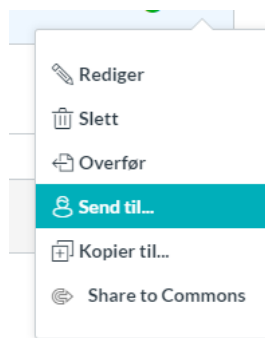 Rediger
Slett
Overfør
Send til...
Kopier til...
Share to Commons